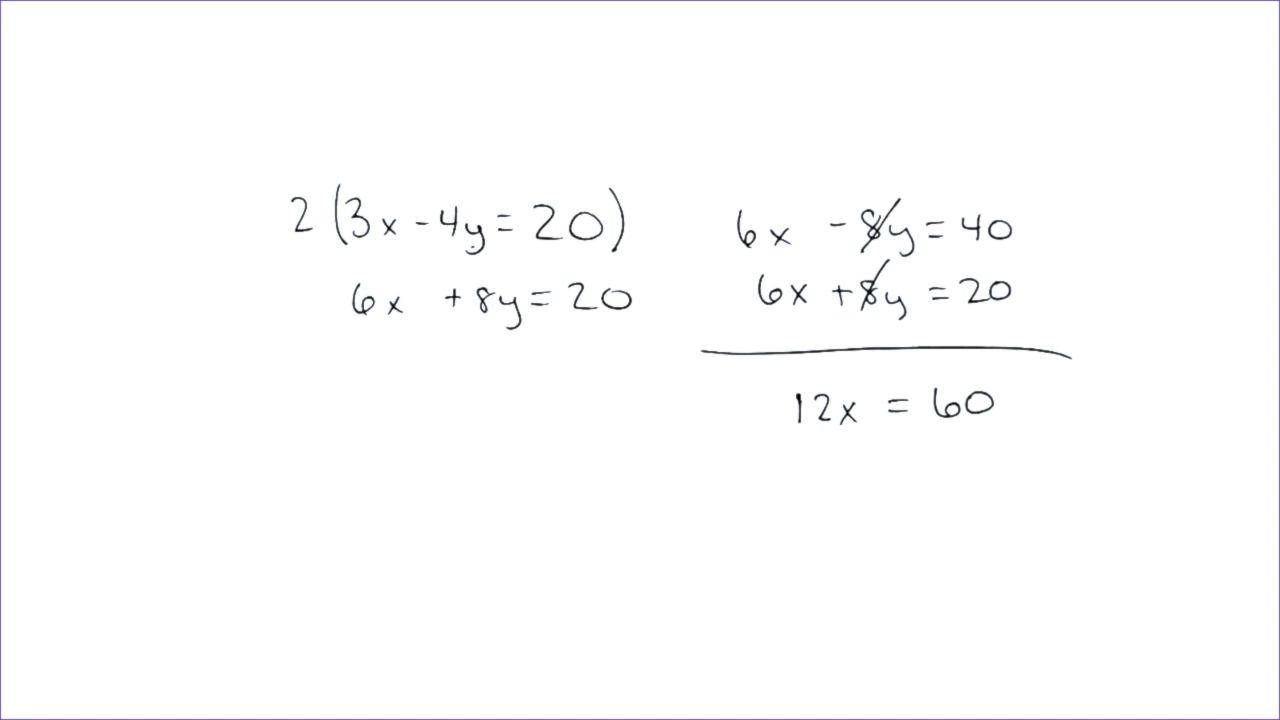 2(3x - 4y = 20)
6x + 8y = 20
6x - 8y = 40
6x + 8y = 20
12x = 60